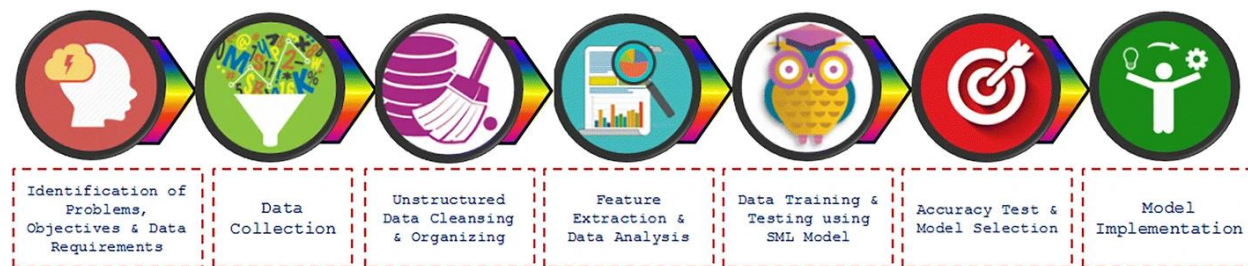 Identification of
Problems,
Objectives & Data
Requirements
Data
Collection
Unstructured
Data Cleansing
& Organizing
Feature
Extraction &
Data Analysis
Data Training &
Testing using
SML Model
Accuracy Test &
Model Selection
Model
Implementation